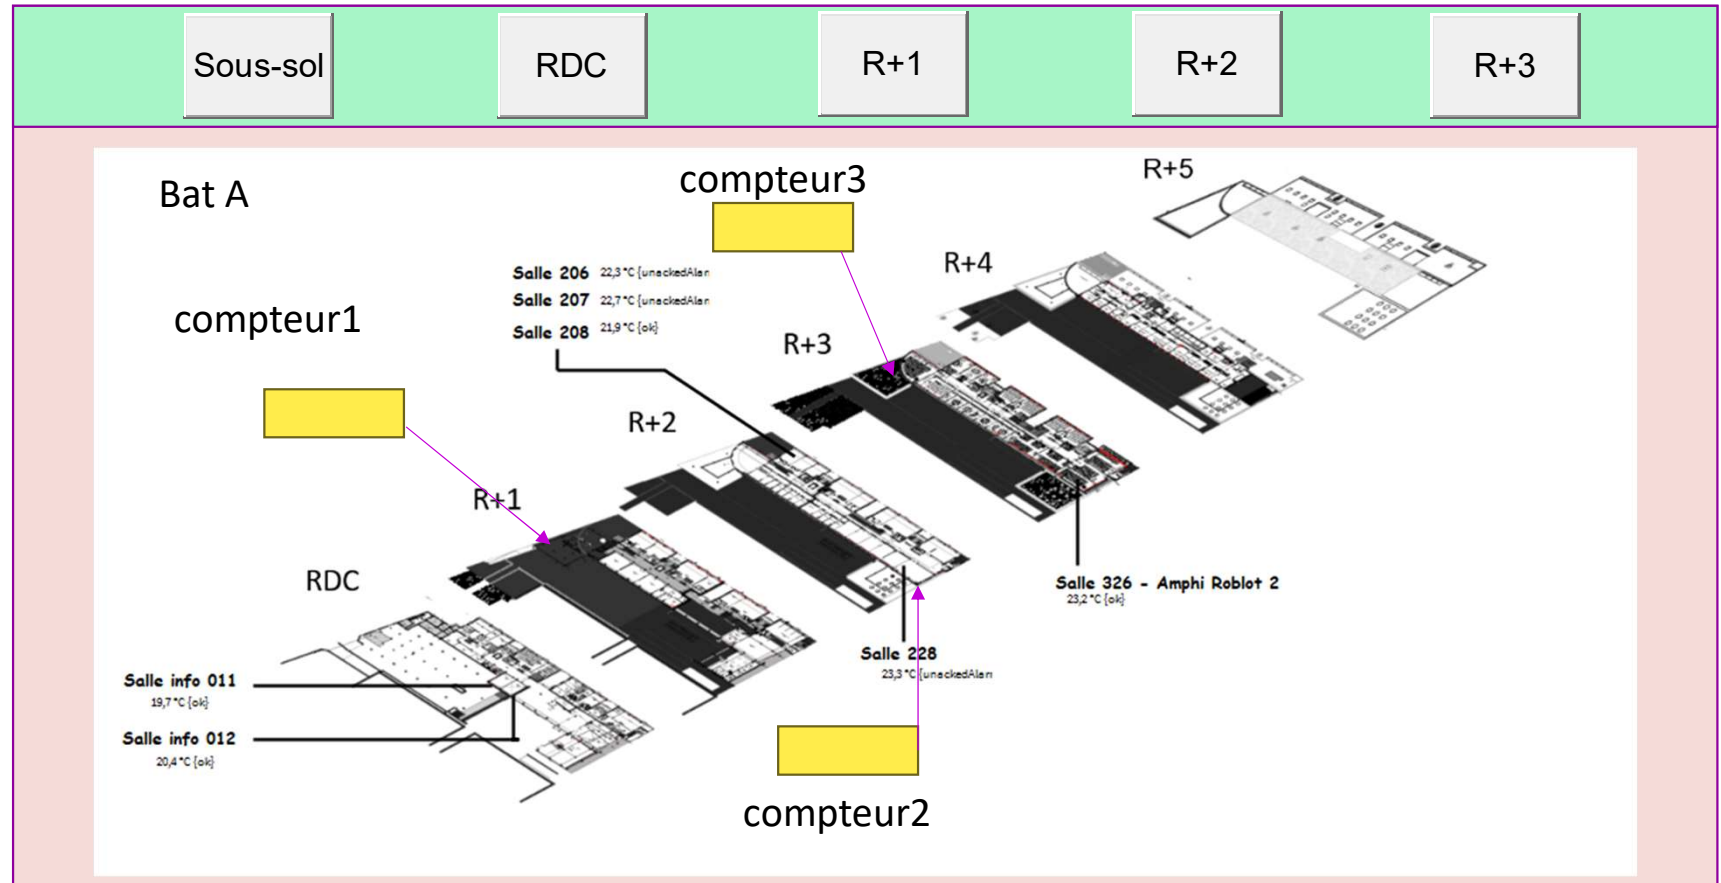 Sous-sol RDC R+1 R+2 R+3
Bat A
compteur3
R+5
R+4
Salle 206 22,3 °C {unackedAlarm
Salle 207 22,7 °C {unackedAlarm
Salle 208 21,9 °C {ok}
compteur1
R+3
R+2
R+1
RDC
Salle 326 - Amphi Roblot 2
23,2 °C {ok}
Salle 228
23,3 °C {unackedAlarm
Salle info 011
19,7 °C {ok}
Salle info 012
20,4 °C {ok}
compteur2